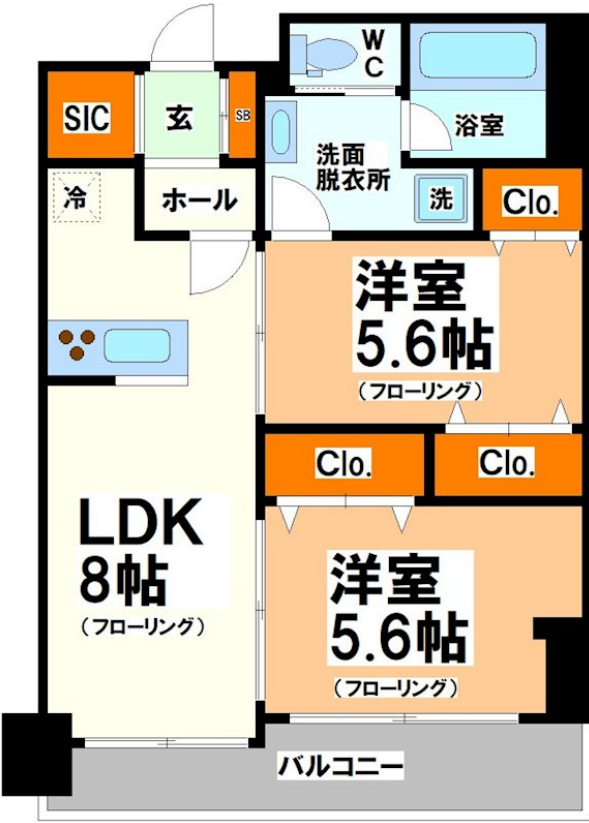 W
C
SIC
玄
SB
浴室
洗面
脱衣所
冷
ホール
洗
Clo.
洋室
5.6帖
(フローリング)
Clo.
Clo.
LDK
8帖
(フローリング)
洋室
5.6帖
(フローリング)
バルコニー